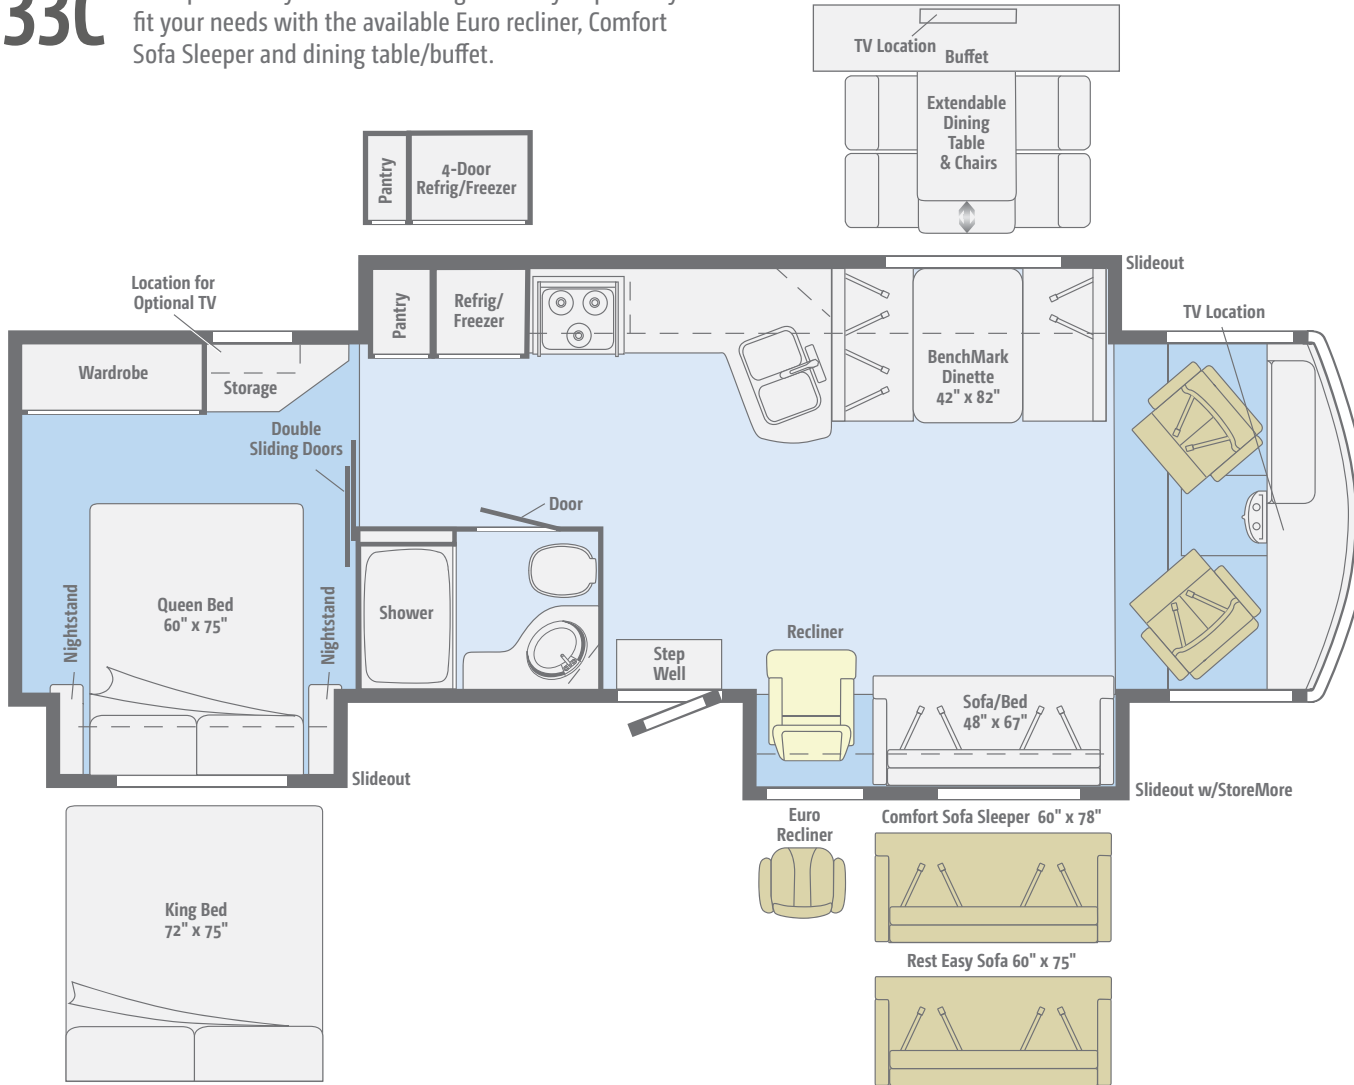 33C
fit your needs with the available Euro recliner, Comfort
Sofa Sleeper and dining table/buffet.
TV Location
Buffet
Extendable
Dining
Table
& Chairs
Pantry
4-Door
Refrig/Freezer
Slideout
Location for
Optional TV
TV Location
Pantry
Refrig/
Freezer
BenchMark
Dinette
42" x 82"
Wardrobe
Storage
Double
Sliding Doors
Door
Queen Bed
60" x 75"
Nightstand
Nightstand
Shower
Step
Well
Recliner
Sofa/Bed
48" x 67"
Slideout
Slideout w/StoreMore
Euro
Recliner
Comfort Sofa Sleeper 60" x 78"
King Bed
72" x 75"
Rest Easy Sofa 60" x 75"